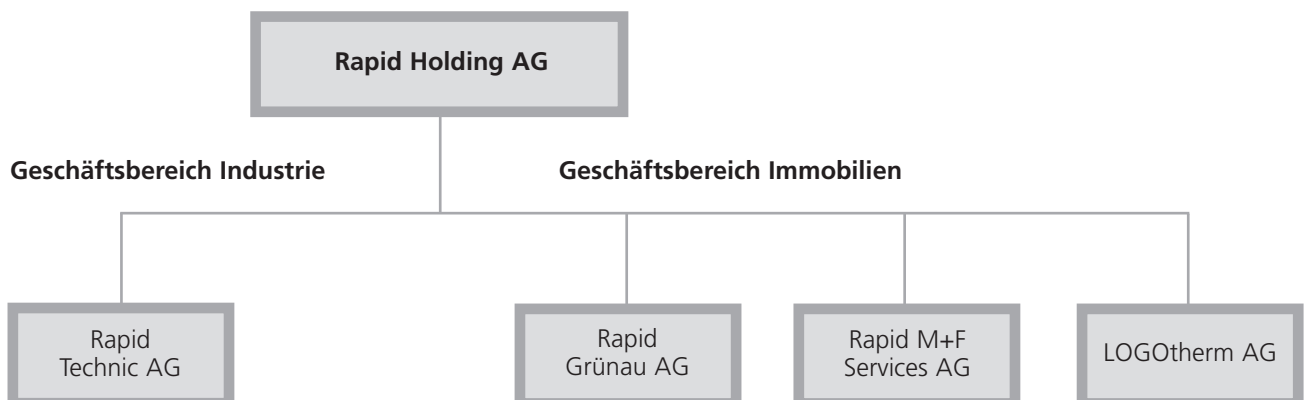 Rapid Holding AG
Geschäftsbereich Industrie
Geschäftsbereich Immobilien
Rapid
Technic AG
Rapid
Grünau AG
Rapid M+F
Services AG
LOGOtherm AG